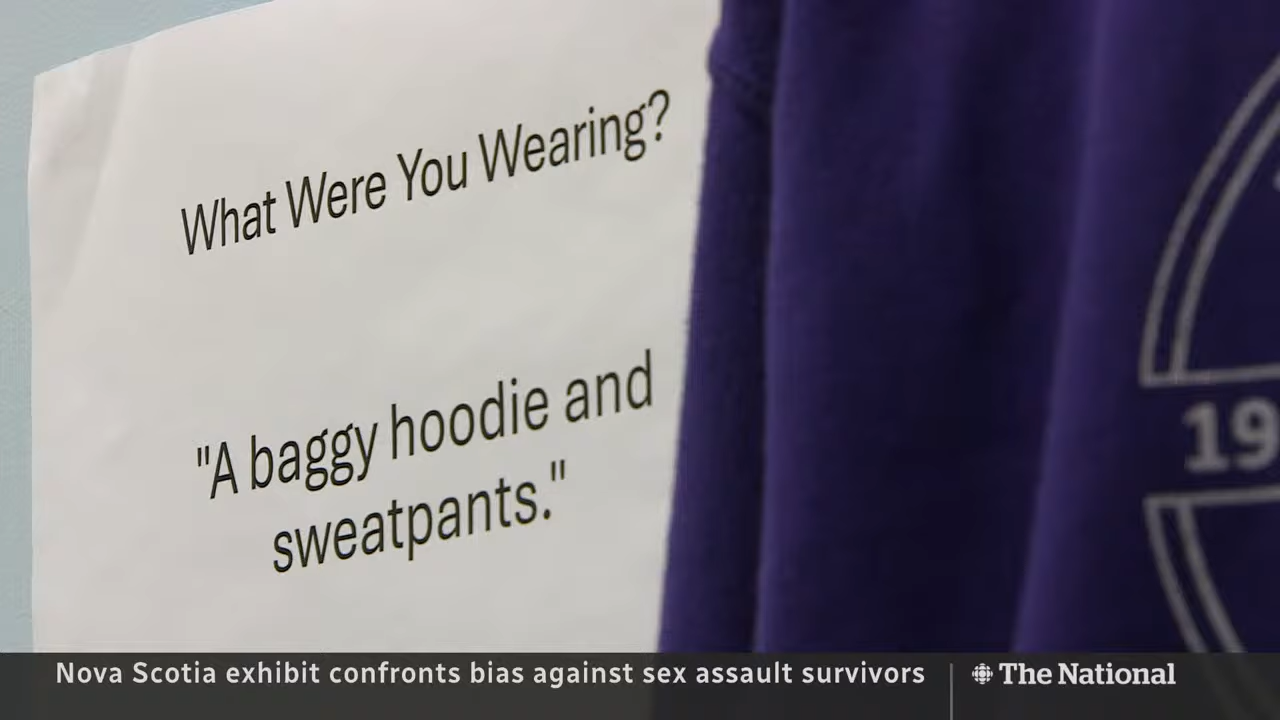 What Were You Wearing?
"A baggy hoodie and
sweatpants."
19
Nova Scotia exhibit confronts bias against sex assault survivors
The National